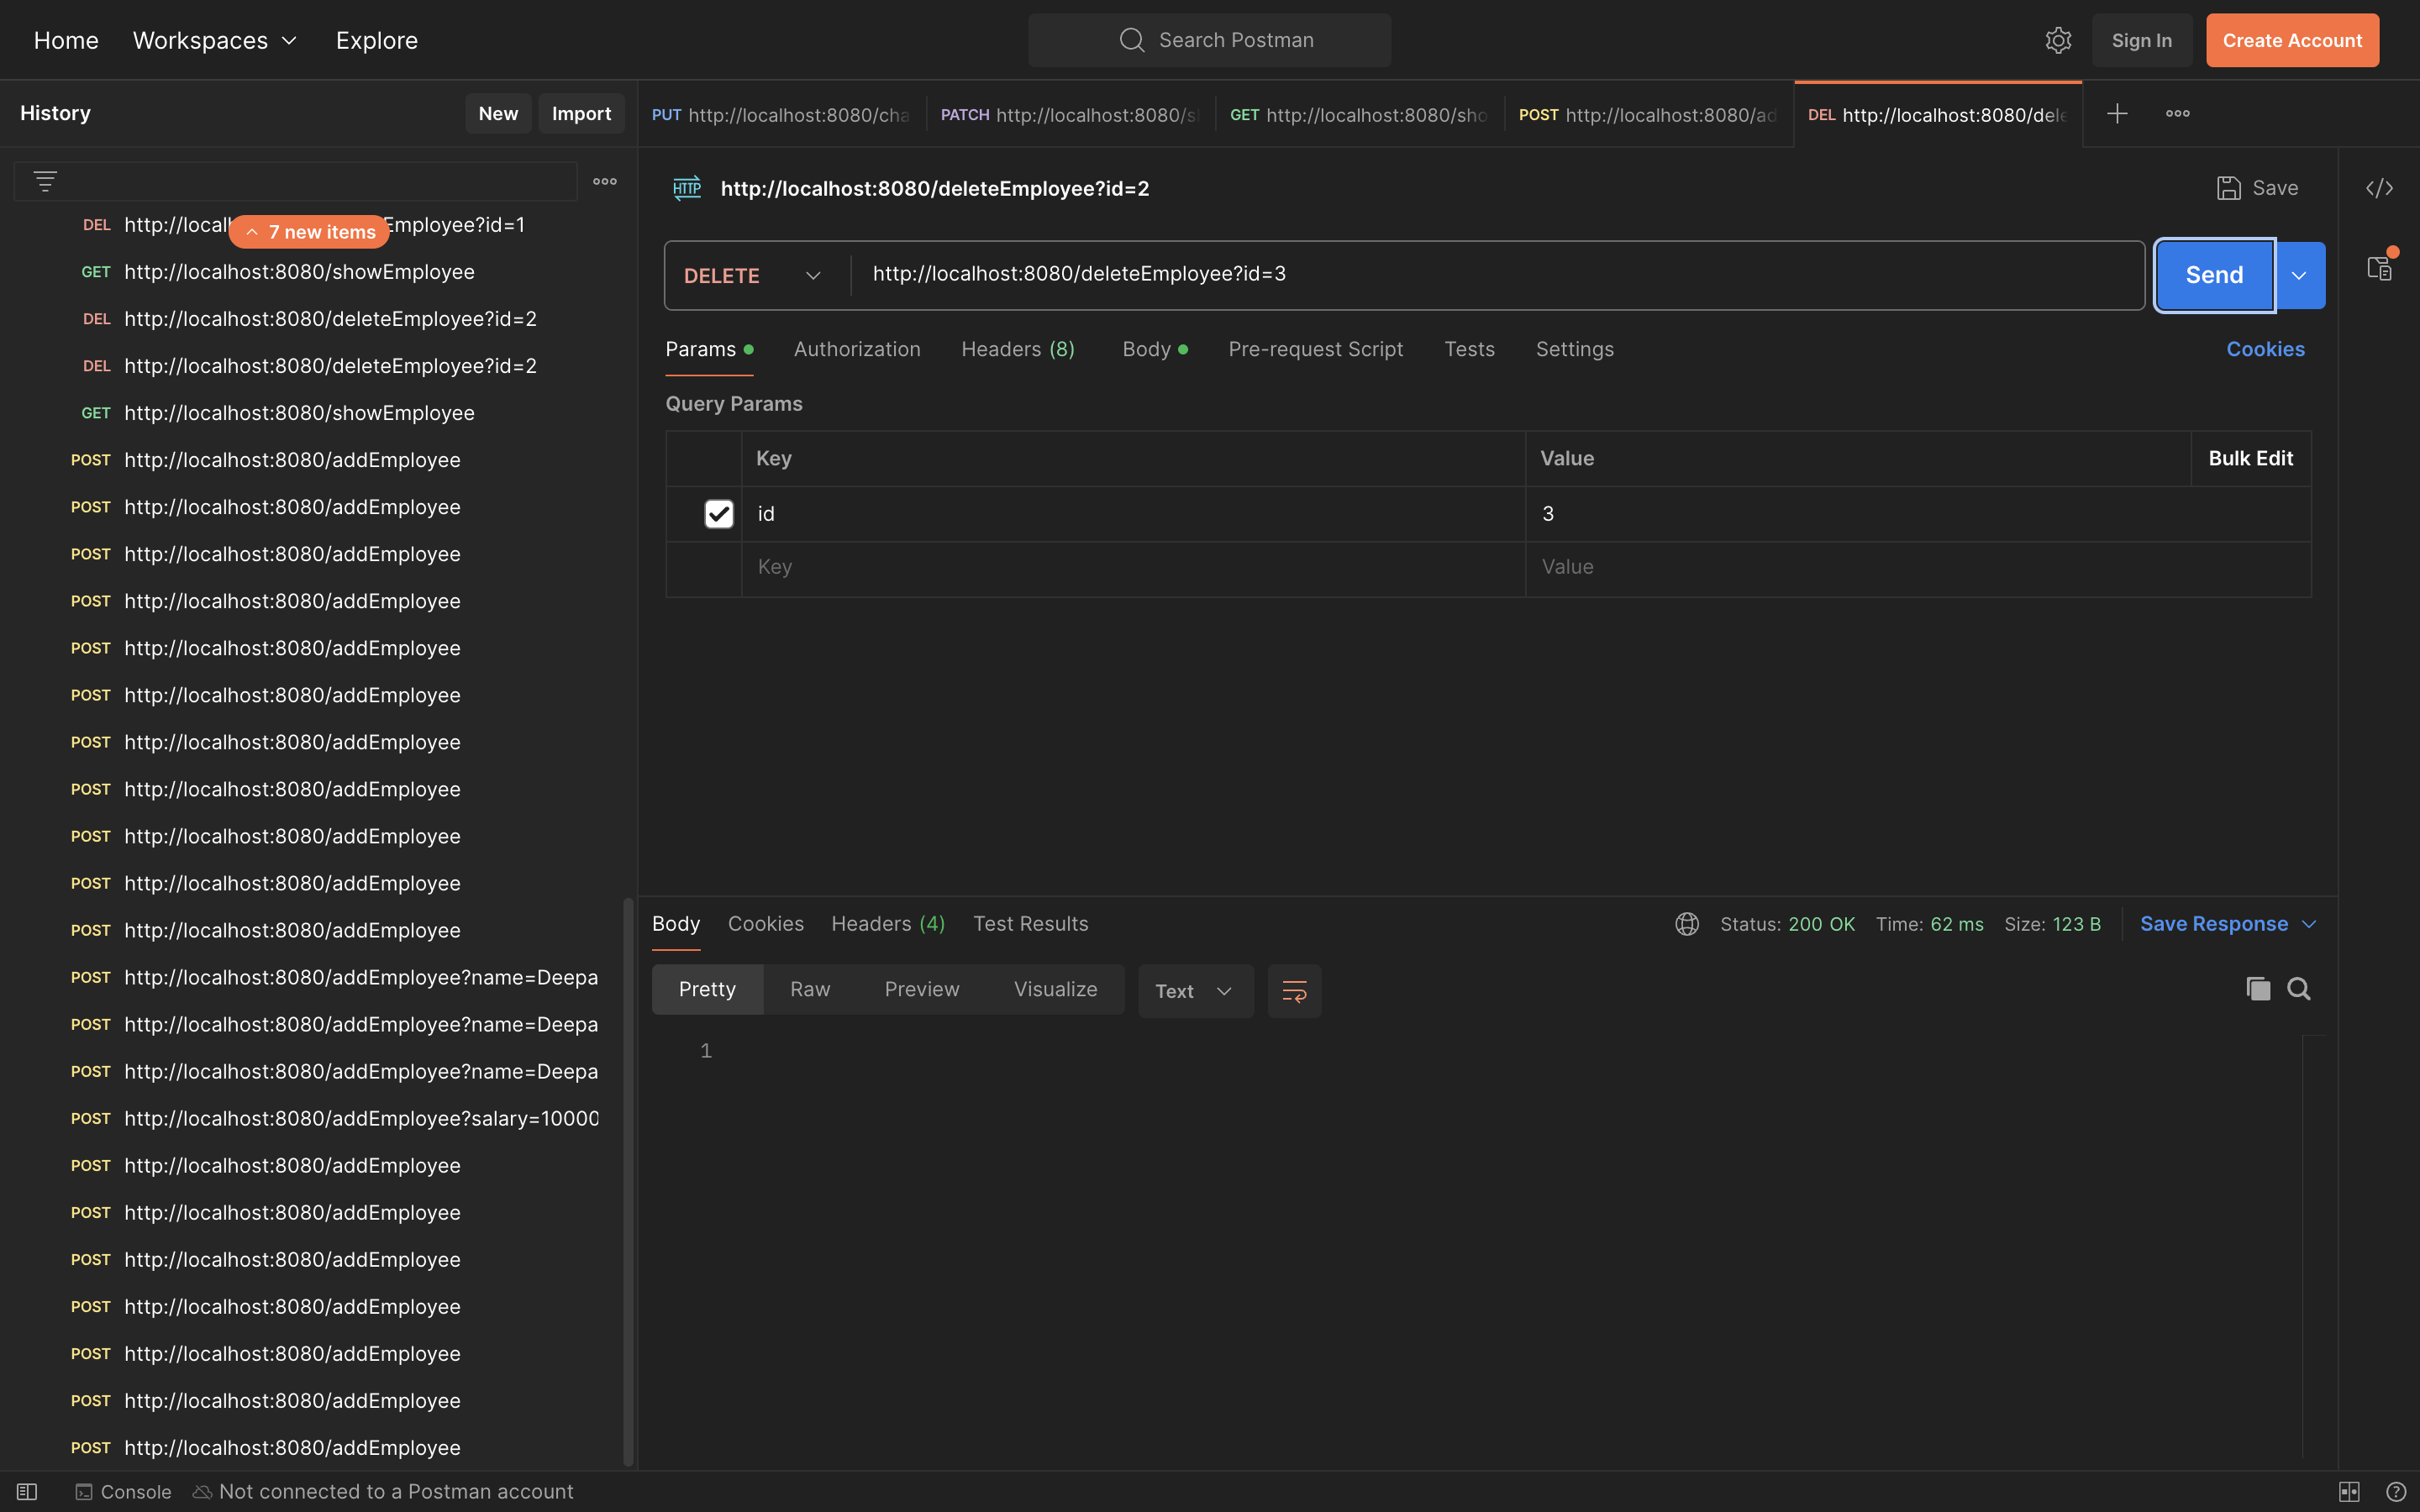 Home Workspaces Explore Search Postman Sign In Create Account
History New Import
PUT http://localhost:8080/cha PATCH http://localhost:8080/s GET http://localhost:8080/sho POST http://localhost:8080/ad DEL http://localhost:8080/dele
7 new items
DEL http://local Employee?id=1
GET http://localhost:8080/showEmployee
DEL http://localhost:8080/deleteEmployee?id=2
DEL http://localhost:8080/deleteEmployee?id=2
GET http://localhost:8080/showEmployee
POST http://localhost:8080/addEmployee
POST http://localhost:8080/addEmployee
POST http://localhost:8080/addEmployee
POST http://localhost:8080/addEmployee
POST http://localhost:8080/addEmployee
POST http://localhost:8080/addEmployee
POST http://localhost:8080/addEmployee
POST http://localhost:8080/addEmployee
POST http://localhost:8080/addEmployee
POST http://localhost:8080/addEmployee
POST http://localhost:8080/addEmployee
POST http://localhost:8080/addEmployee?name=Deepa
POST http://localhost:8080/addEmployee?name=Deepa
POST http://localhost:8080/addEmployee?name=Deepa
POST http://localhost:8080/addEmployee?salary=10000
POST http://localhost:8080/addEmployee
POST http://localhost:8080/addEmployee
POST http://localhost:8080/addEmployee
POST http://localhost:8080/addEmployee
POST http://localhost:8080/addEmployee
POST http://localhost:8080/addEmployee
POST http://localhost:8080/addEmployee
HTTP http://localhost:8080/deleteEmployee?id=2 Save
DELETE http://localhost:8080/deleteEmployee?id=3 Send
Params Authorization Headers (8) Body Pre-request Script Tests Settings Cookies
Query Params
Key Value Bulk Edit
id 3
Key Value
Body Cookies Headers (4) Test Results Status: 200 OK Time: 62 ms Size: 123 B Save Response
Pretty Raw Preview Visualize Text
1
Console Not connected to a Postman account